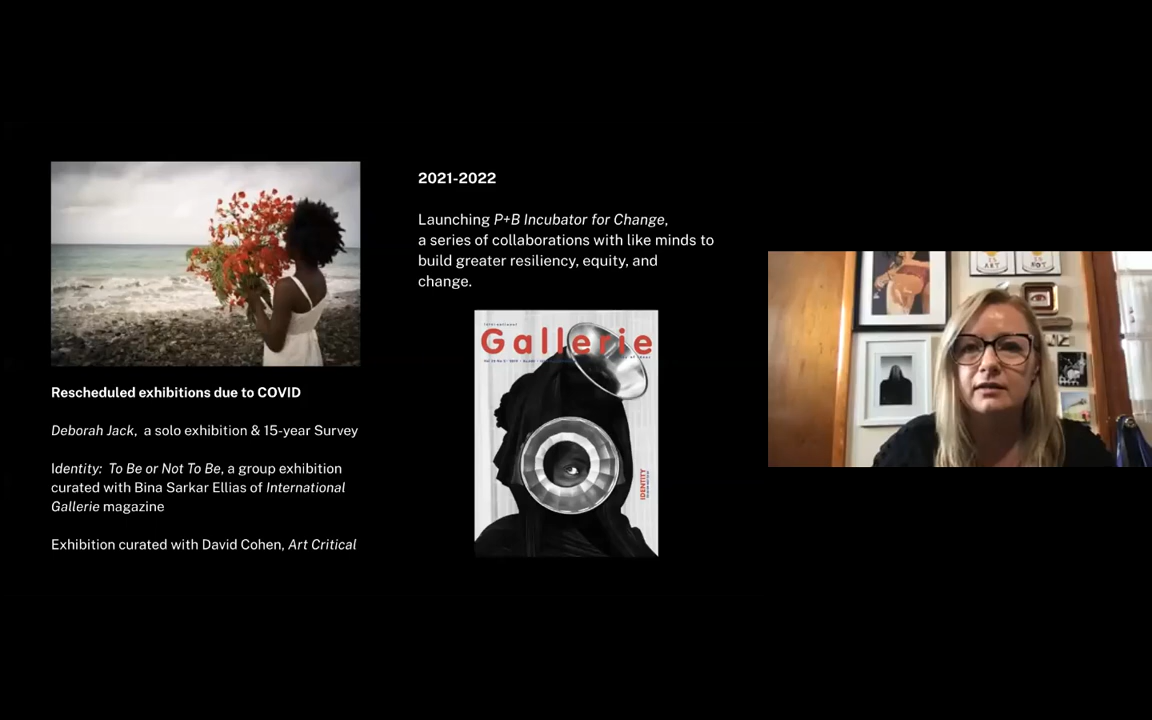 Rescheduled exhibitions due to COVID
Deborah Jack, a solo exhibition & 15-year Survey
Identity: To Be or Not To Be, a group exhibition
curated with Bina Sarkar Ellias of International
Gallerie magazine
Exhibition curated with David Cohen, Art Critical
2021-2022
Launching P+B Incubator for Change,
a series of collaborations with like minds to
build greater resiliency, equity, and
change.
Gallerie
IDENTITY